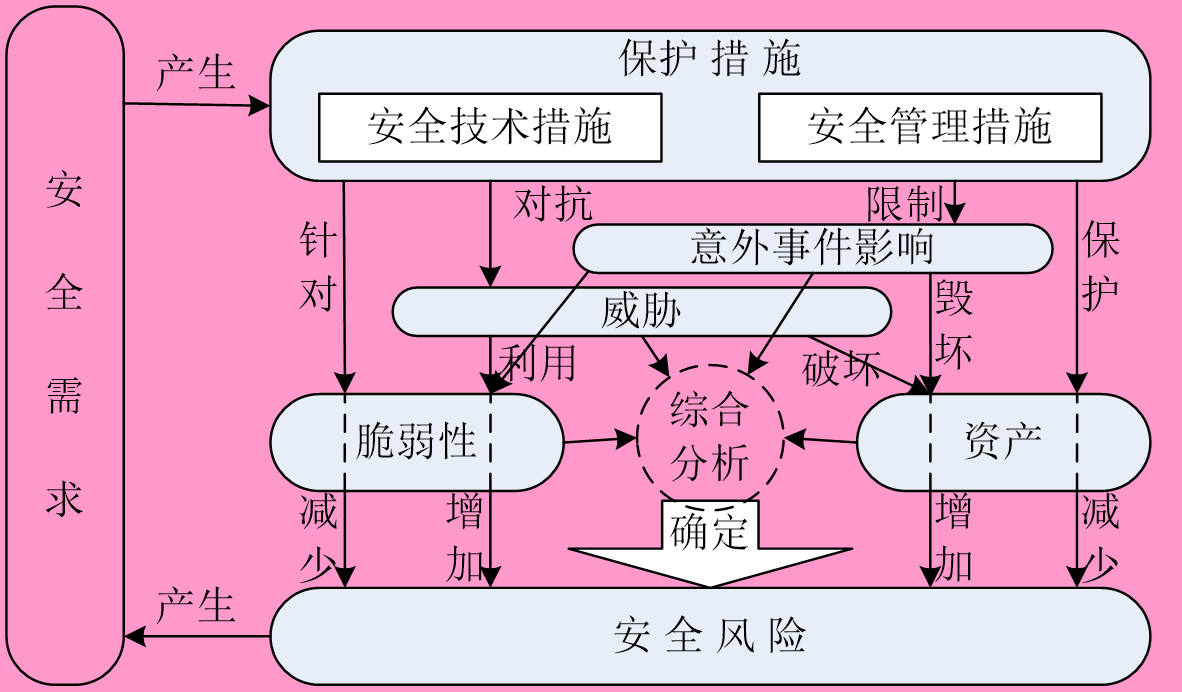 安全需求
产生
保护措施
安全技术措施
安全管理措施
针对
对抗
限制
保护
意外事件影响
毁坏
威胁
利用
破坏
脆弱性
综合
分析
资产
减少
增加
确定
增加
减少
产生
安全风险